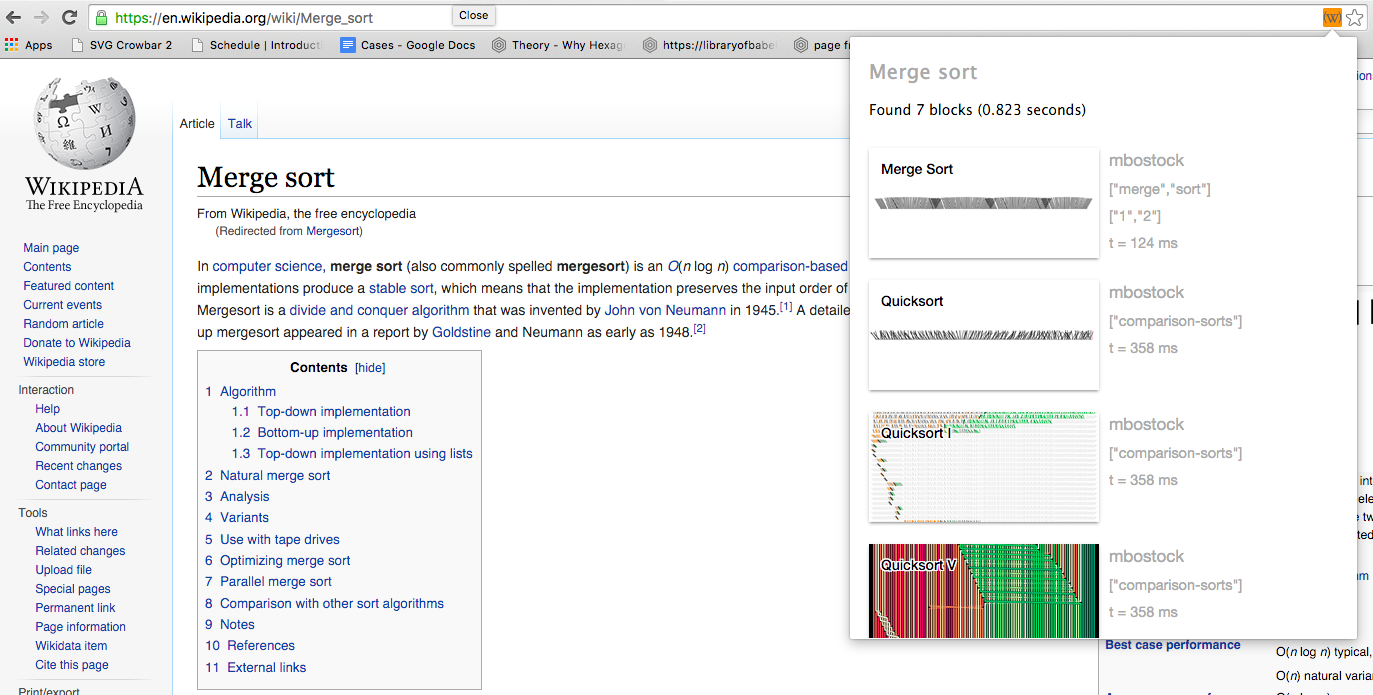 https://en.wikipedia.org/wiki/Merge_sort
Close
Apps
SVG Crowbar 2
Schedule | Introducti
Cases - Google Docs
Theory - Why Hexag
https://libraryofbabe
page fr
WIKIPEDIA
The Free Encyclopedia
Main page
Contents
Featured content
Current events
Random article
Donate to Wikipedia
Wikipedia store
Interaction
Help
About Wikipedia
Community portal
Recent changes
Contact page
Tools
What links here
Related changes
Upload file
Special pages
Permanent link
Page information
Wikidata item
Cite this page
Print/export
Article
Talk
Merge sort
From Wikipedia, the free encyclopedia
(Redirected from Mergesort)
In computer science, merge sort (also commonly spelled mergesort) is an O(n log n) comparison-based
implementations produce a stable sort, which means that the implementation preserves the input order of
Mergesort is a divide and conquer algorithm that was invented by John von Neumann in 1945.[1] A detaile
up mergesort appeared in a report by Goldstine and Neumann as early as 1948.[2]
Contents [hide]
1 Algorithm
1.1 Top-down implementation
1.2 Bottom-up implementation
1.3 Top-down implementation using lists
2 Natural merge sort
3 Analysis
4 Variants
5 Use with tape drives
6 Optimizing merge sort
7 Parallel merge sort
8 Comparison with other sort algorithms
9 Notes
10 References
11 External links
Merge sort
Found 7 blocks (0.823 seconds)
Merge Sort
mbostock
["merge","sort"]
["1","2"]
t = 124 ms
Quicksort
mbostock
["comparison-sorts"]
t = 358 ms
Quicksort I
mbostock
["comparison-sorts"]
t = 358 ms
Quicksort V
mbostock
["comparison-sorts"]
t = 358 ms
Best case performance
O(n log n) typical,
O(n) natural varia